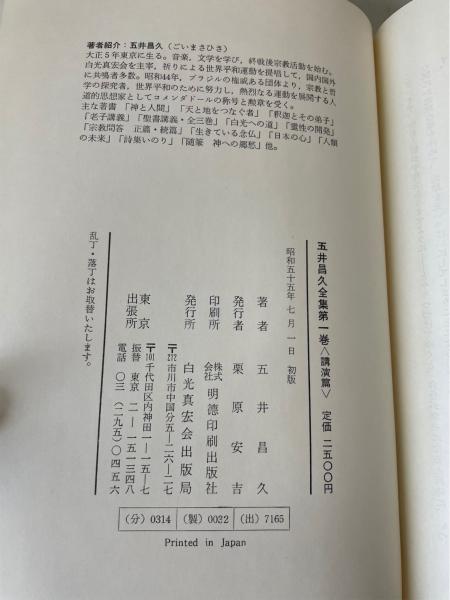 著者紹介：五井昌久（ごいまさひさ）
大正5年東京に生る。音楽，文学を学び，終戦後宗教活動を始む。
白光真宏会を主宰，祈りによる世界平和運動を提唱して，国内国外
に共鳴者多数。昭和44年，ブラジルの権威ある団体より，宗教と哲
学の探究者，世界平和のために努力し，熱烈なる運動を展開する人
道的思想家としてコメンダドールの称号と勲章を受く。
主な著書　「神と人間」「天と地をつなぐ者」「釈迦とその弟子」
「老子講義」「聖書講義・全三巻」「白光への道」「霊性の開発」
「宗教問答　正篇・続篇」「生きている念仏」「日本の心」「人類
の未来」「詩集いのり」「随筆　神への郷愁」他。
五井昌久全集第一巻〈講演篇〉　定価　二五〇〇円
昭和五十五年七月一日　初版
著者　五井昌久
発行者　栗原安吉
印刷所　株式会社　明徳印刷出版社
発行所　白光真宏会出版局
〒272　市川市中国分五―二六―二七
東京出張所　〒101　千代田区内神田一―一五―七
振替　東京　二―一五一三四八
電話　〇三（二九五）〇四五六
乱丁・落丁はお取替いたします。
(分) 0314　(製) 0022　(出) 7165
Printed in Japan